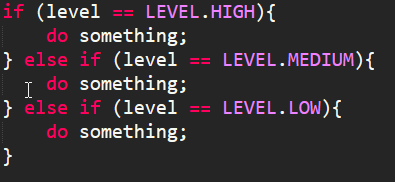 if (level == LEVEL.HIGH){
    do something;
} else if (level == LEVEL.MEDIUM){
    do something;
} else if (level == LEVEL.LOW){
    do something;
}